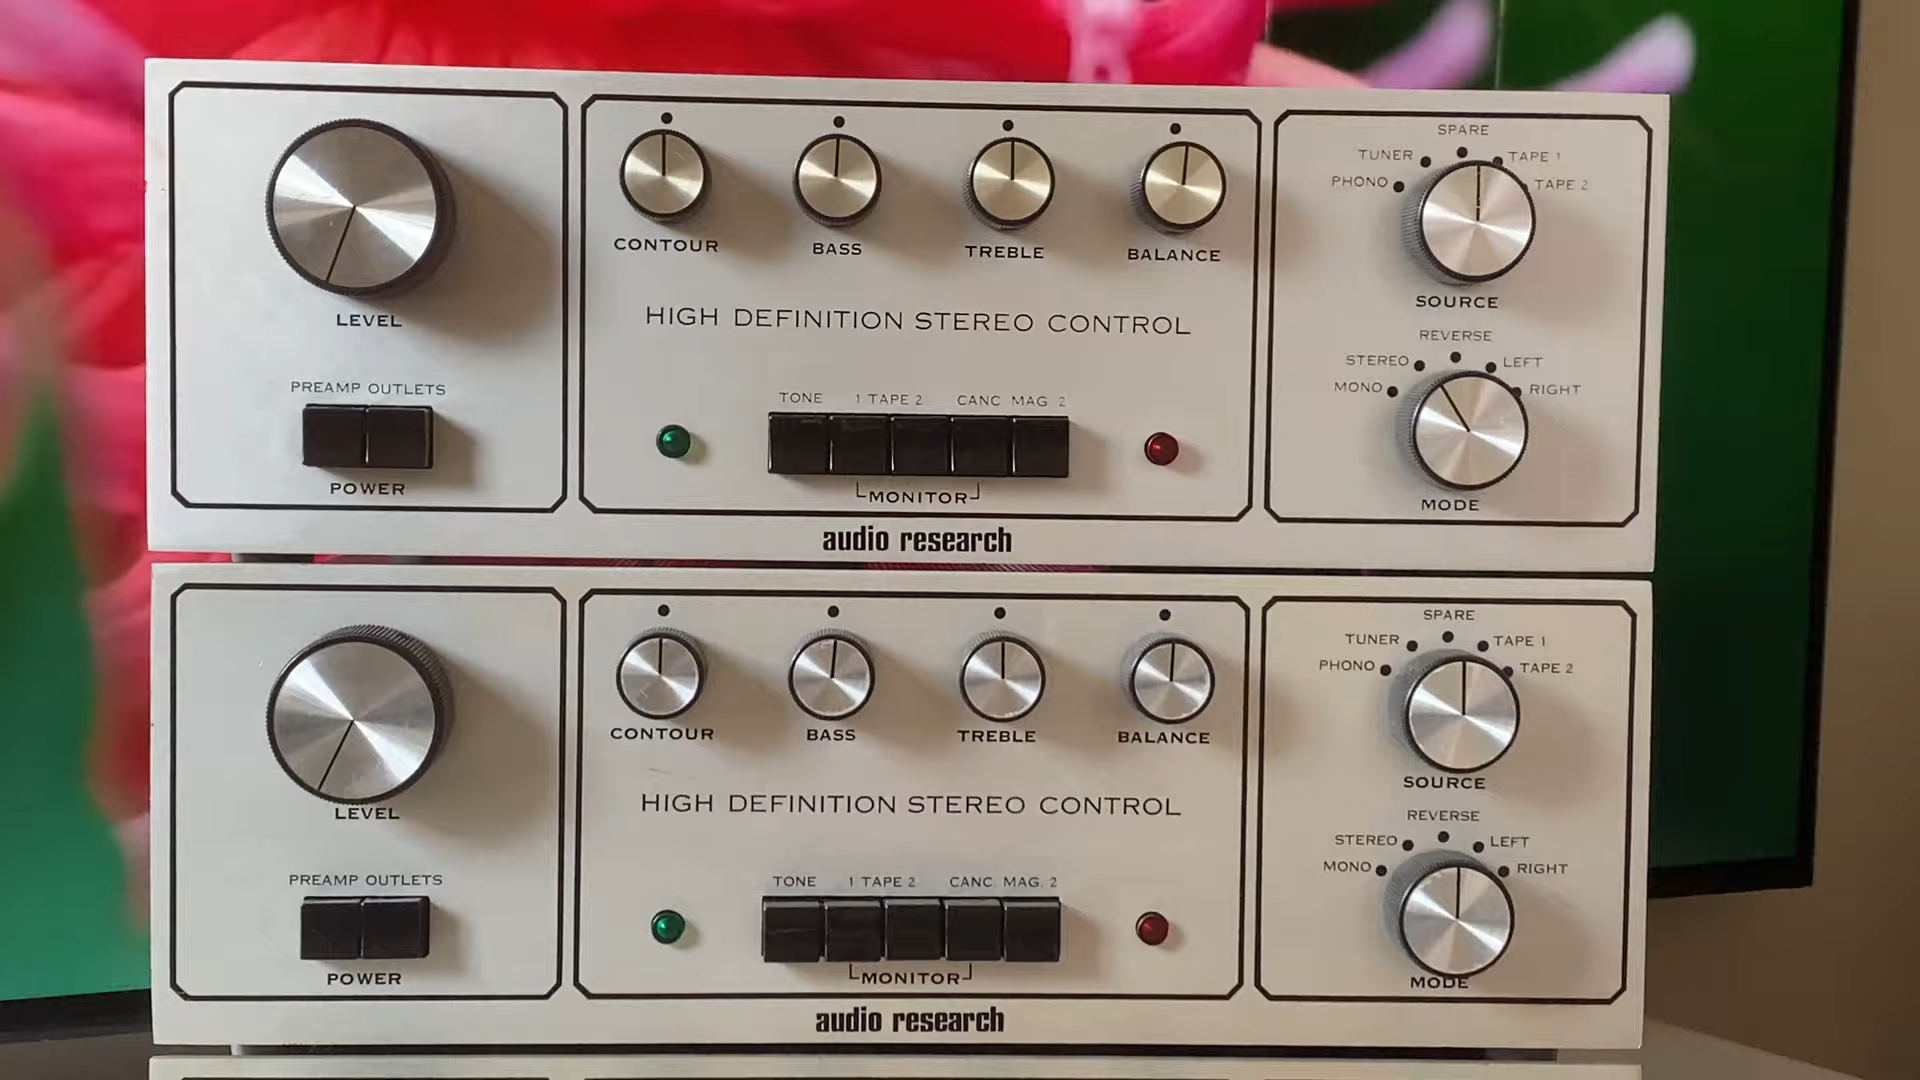 SPARE
TUNER TAPE 1
PHONO TAPE 2
CONTOUR BASS TREBLE BALANCE
SOURCE
LEVEL
HIGH DEFINITION STEREO CONTROL
REVERSE
STEREO LEFT
MONO RIGHT
PREAMP OUTLETS
TONE 1 TAPE 2 CANC MAG 2
POWER
MONITOR
MODE
audio research
SPARE
TUNER TAPE 1
PHONO TAPE 2
CONTOUR BASS TREBLE BALANCE
SOURCE
LEVEL
HIGH DEFINITION STEREO CONTROL
REVERSE
STEREO LEFT
MONO RIGHT
PREAMP OUTLETS
TONE 1 TAPE 2 CANC. MAG. 2
POWER
MONITOR
MODE
audio research